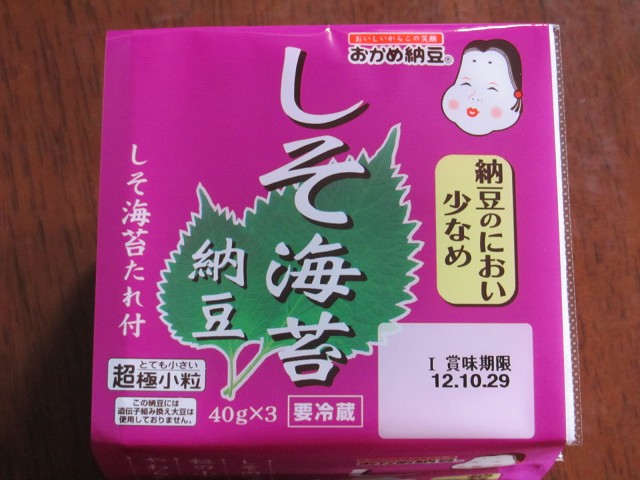 おいしいからこの笑顔
おかめ納豆®
しそ海苔
納豆
しそ海苔たれ付
納豆のにおい
少なめ
I 賞味期限
12.10.29
とても小さい
超極小粒
この納豆には
遺伝子組み換え大豆は
使用しておりません。
40g×3
要冷蔵